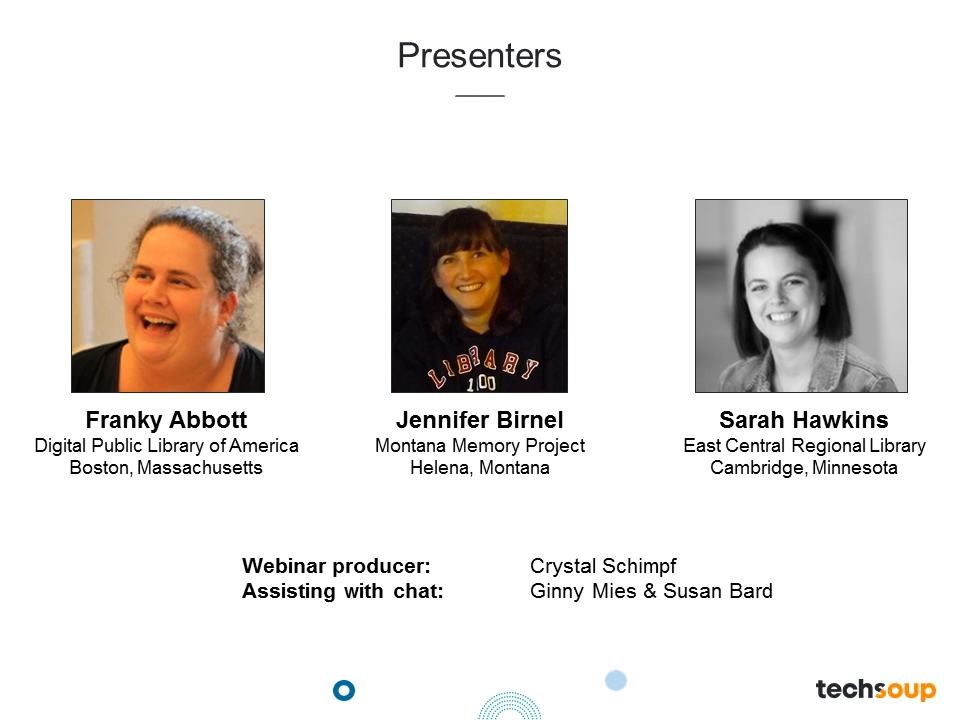 Presenters
LIBRARY
Franky Abbott
Digital Public Library of America
Boston, Massachusetts
Jennifer Birnel
Montana Memory Project
Helena, Montana
Sarah Hawkins
East Central Regional Library
Cambridge, Minnesota
Webinar producer: Crystal Schimpf
Assisting with chat: Ginny Mies & Susan Bard
techsoup